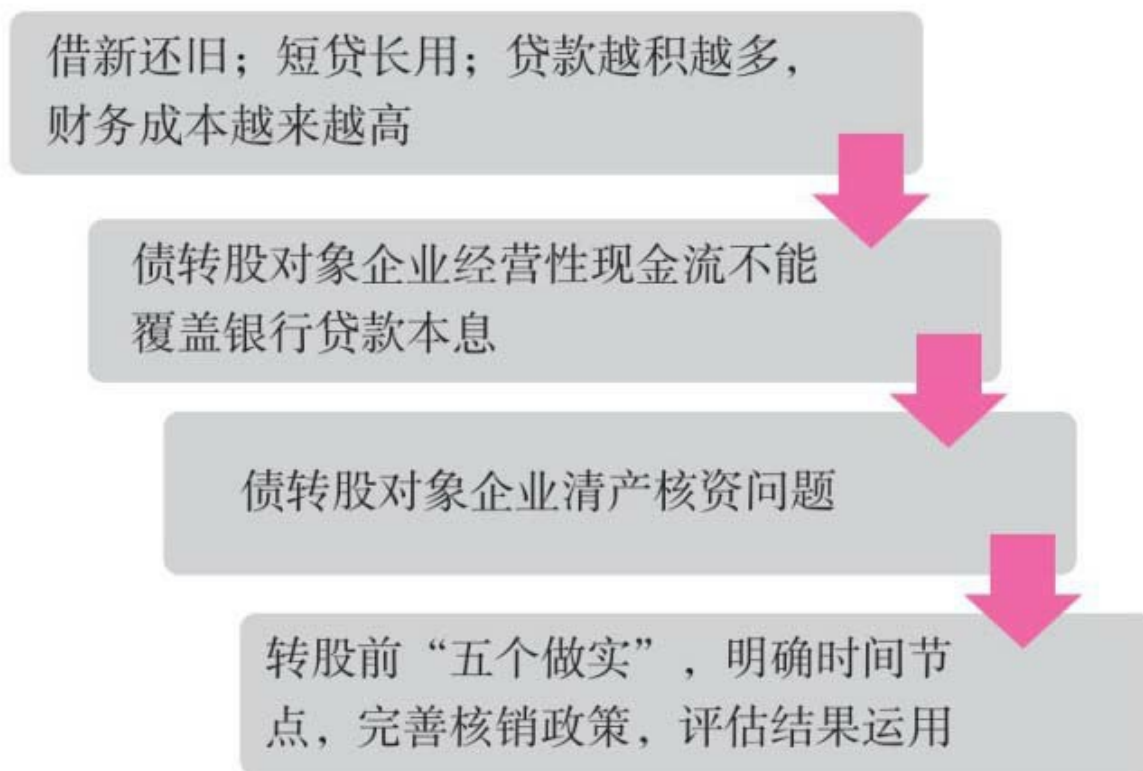 借新还旧；短贷长用；贷款越积越多，
财务成本越来越高
债转股对象企业经营性现金流不能
覆盖银行贷款本息
债转股对象企业清产核资问题
转股前“五个做实”，明确时间节
点，完善核销政策，评估结果运用